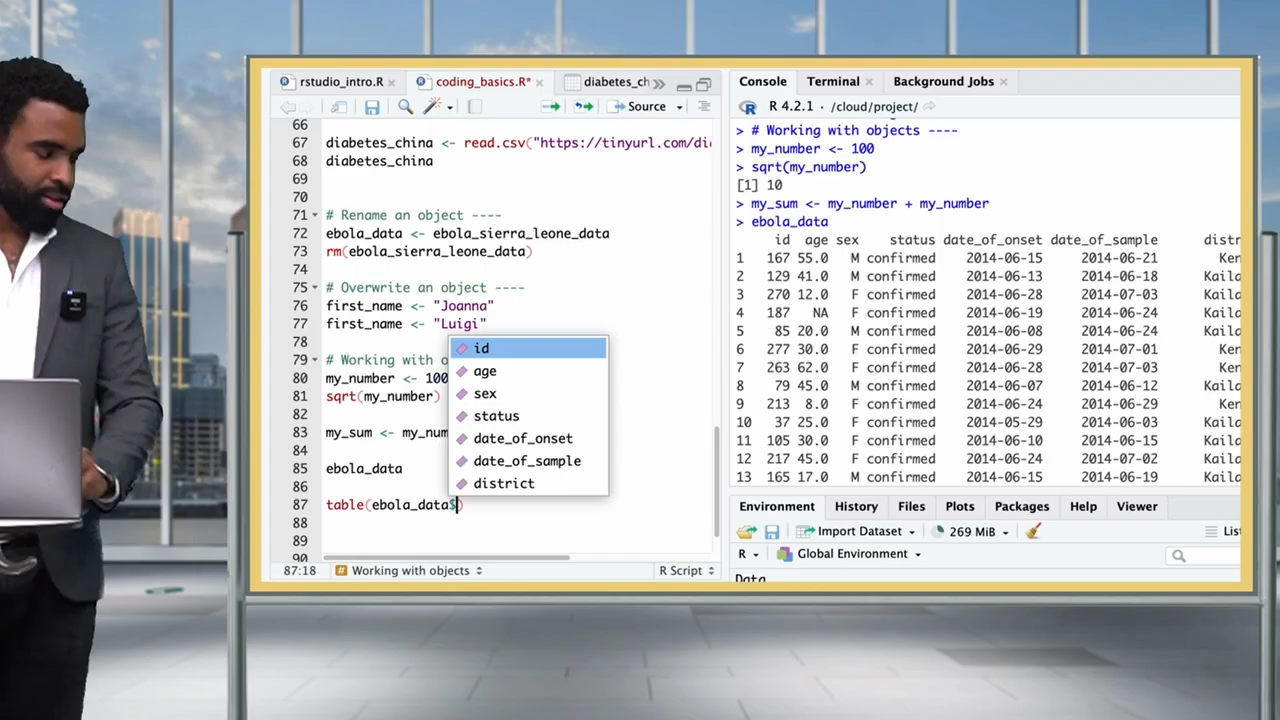 rstudio_intro.R
coding_basics.R*
diabetes_ch
Source
66
67 diabetes_china <- read.csv("https://tinyurl.com/di
68 diabetes_china
69
70
71 # Rename an object ----
72 ebola_data <- ebola_sierra_leone_data
73 rm(ebola_sierra_leone_data)
74
75 # Overwrite an object ----
76 first_name <- "Joanna"
77 first_name <- "Luigi"
78
79 # Working with o
80 my_number <- 100
81 sqrt(my_number)
82
83 my_sum <- my_num
84
85 ebola_data
86
87 table(ebola_data$)
88
89
90
id
age
sex
status
date_of_onset
date_of_sample
district
87:18 # Working with objects R Script
Console Terminal Background Jobs
R 4.2.1 · /cloud/project/
> # Working with objects ----
> my_number <- 100
> sqrt(my_number)
[1] 10
> my_sum <- my_number + my_number
> ebola_data
id age sex status date_of_onset date_of_sample distr
1 167 55.0 M confirmed 2014-06-15 2014-06-21 Ken
2 129 41.0 M confirmed 2014-06-13 2014-06-18 Kaila
3 270 12.0 F confirmed 2014-06-28 2014-07-03 Kaila
4 187 NA F confirmed 2014-06-19 2014-06-24 Kaila
5 85 20.0 M confirmed 2014-06-08 2014-06-24 Kaila
6 277 30.0 F confirmed 2014-06-29 2014-07-01 Ken
7 263 62.0 F confirmed 2014-06-28 2014-07-03 Kaila
8 79 45.0 M confirmed 2014-06-07 2014-06-12 Kaila
9 213 8.0 F confirmed 2014-06-24 2014-06-29 Ken
10 37 25.0 F confirmed 2014-05-29 2014-06-03 Kaila
11 105 30.0 F confirmed 2014-06-10 2014-06-15 Kaila
12 217 45.0 M confirmed 2014-06-24 2014-06-29 Kaila
13 165 17.0 M confirmed 2014-06-15 2014-06-19 Kaila
Environment History Files Plots Packages Help Viewer
Import Dataset 269 MiB List
R Global Environment
Data